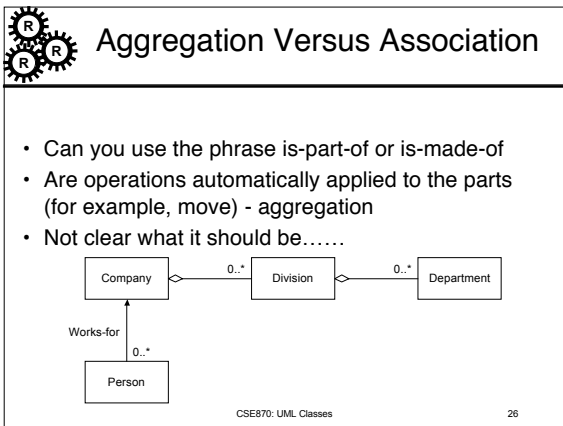 R
R
R
Aggregation Versus Association
• Can you use the phrase is-part-of or is-made-of
• Are operations automatically applied to the parts
(for example, move) - aggregation
• Not clear what it should be……
Company 0..* Division 0..* Department
Works-for
0..*
Person
CSE870: UML Classes 26